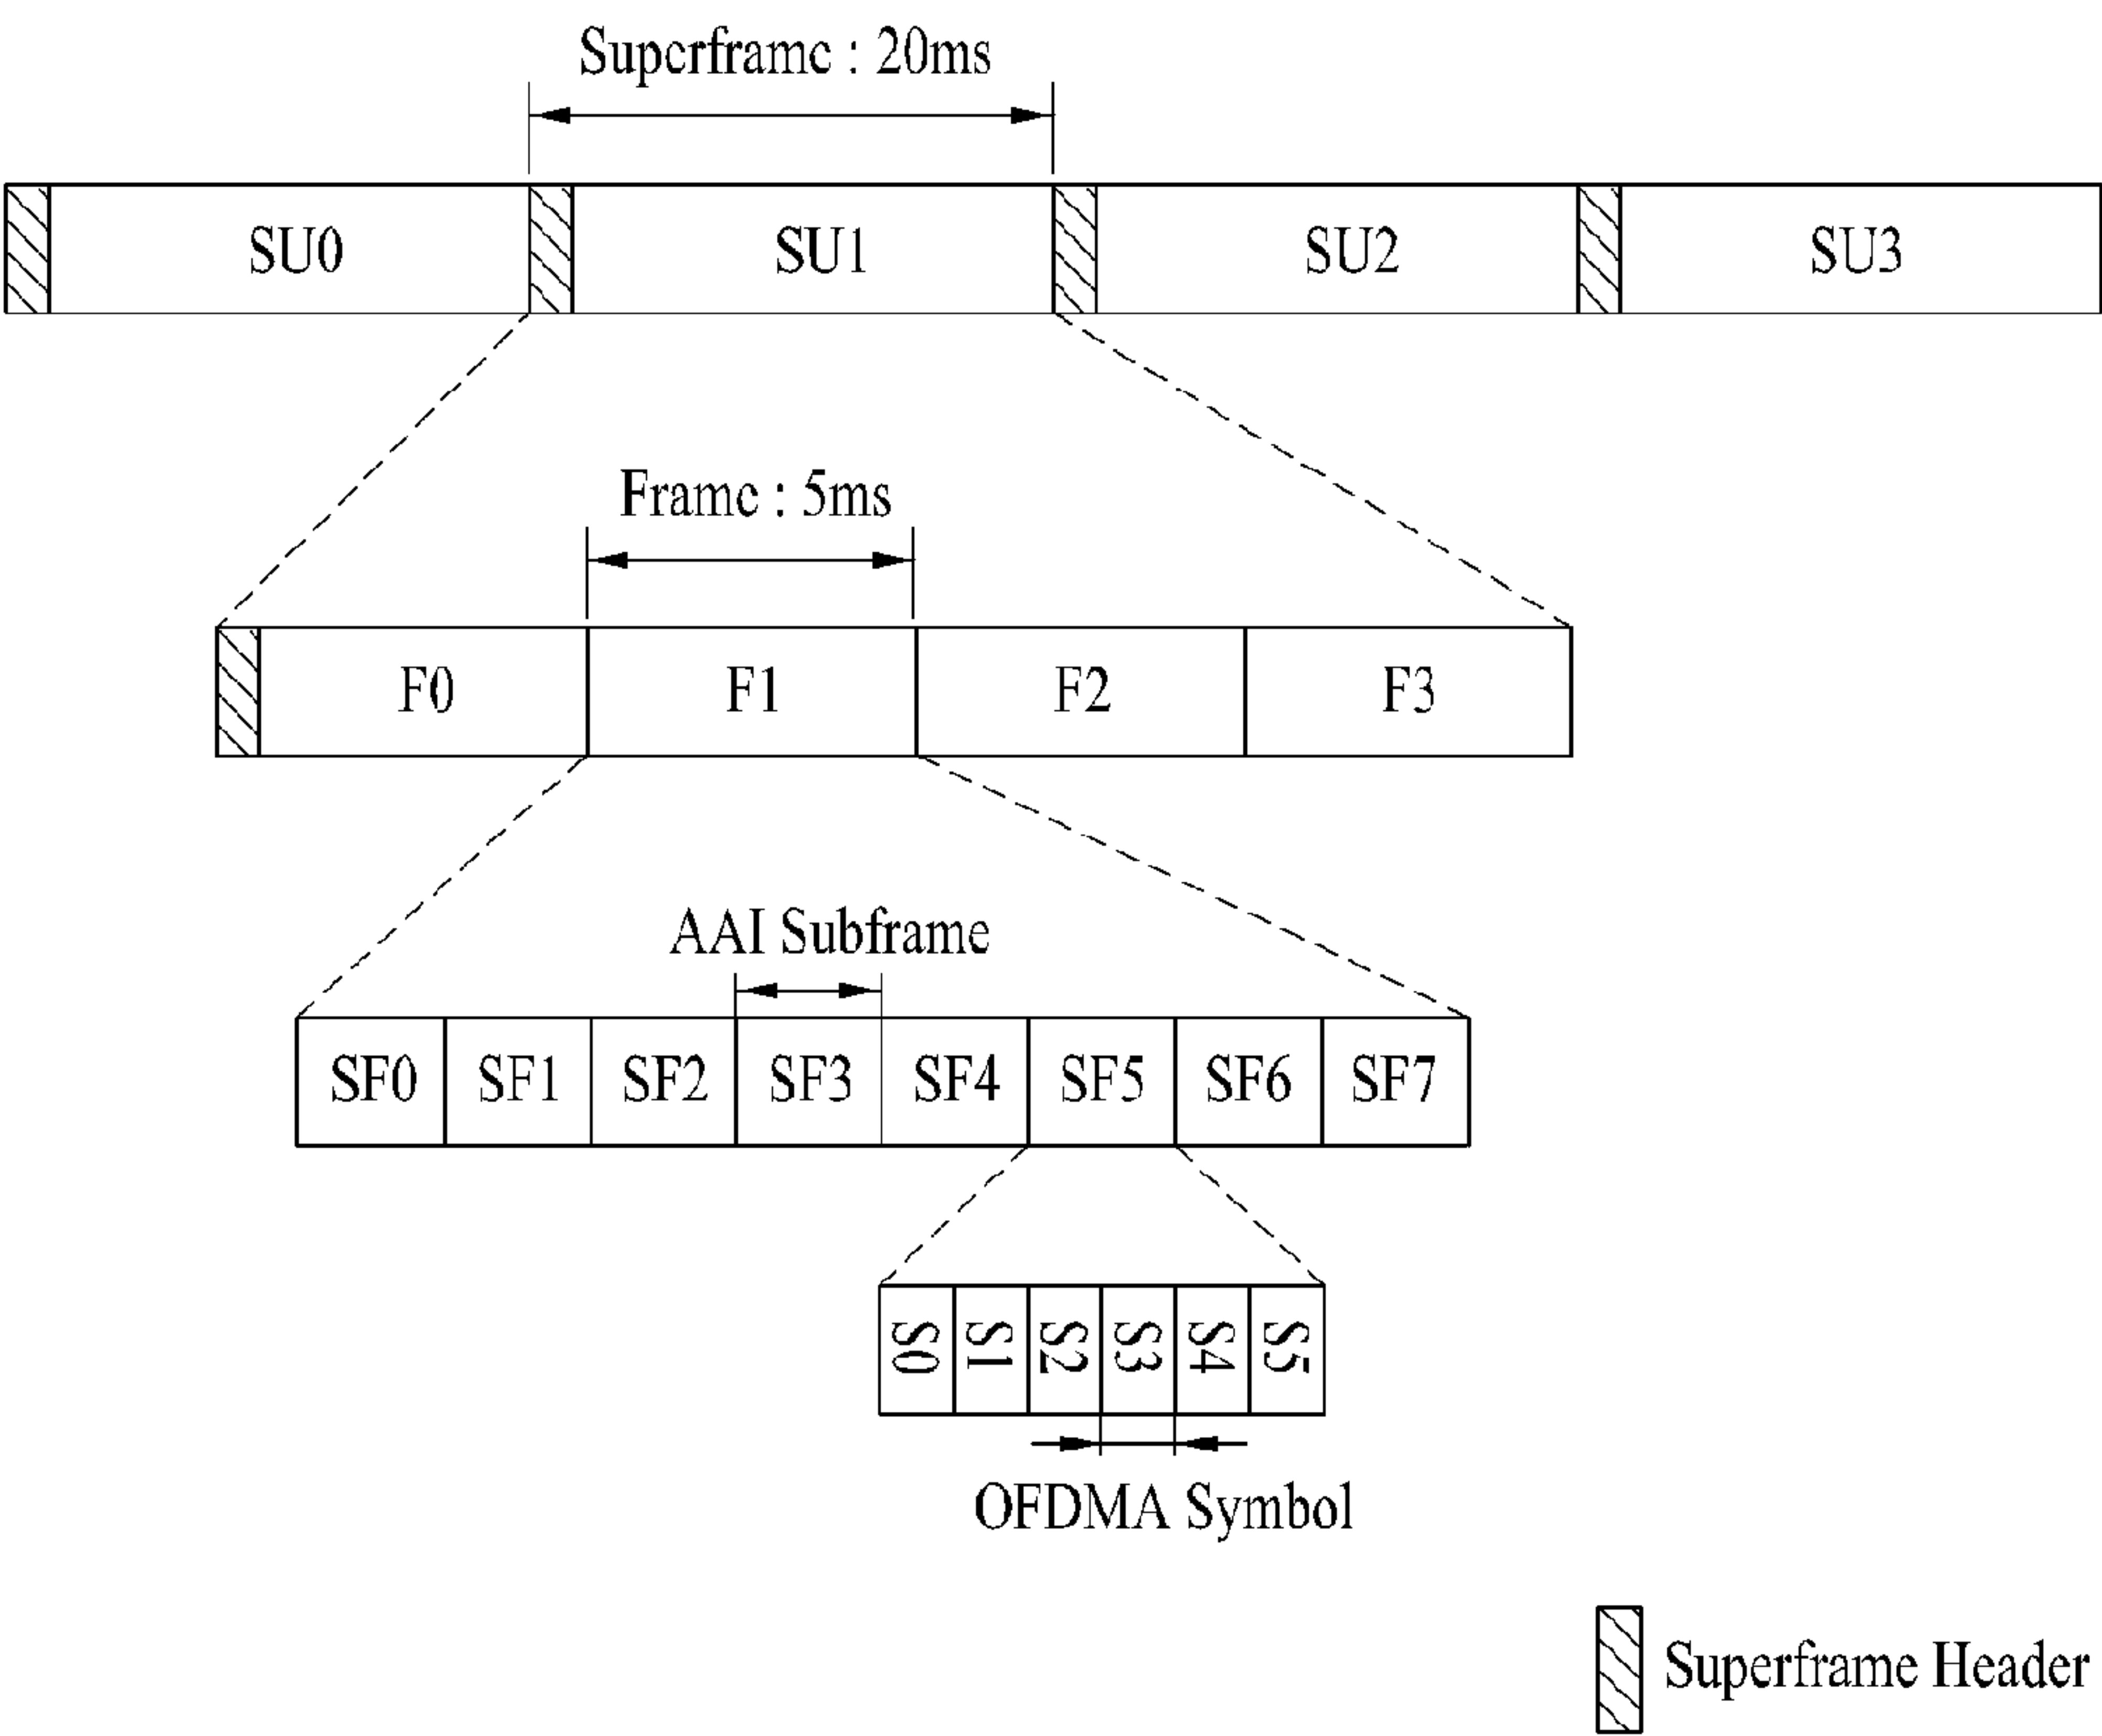 Superframe : 20ms
SU0 SU1 SU2 SU3
Frame : 5ms
F0 F1 F2 F3
AAI Subframe
SF0 SF1 SF2 SF3 SF4 SF5 SF6 SF7
S0 S1 S2 S3 S4 S5
OFDMA Symbol
Superframe Header